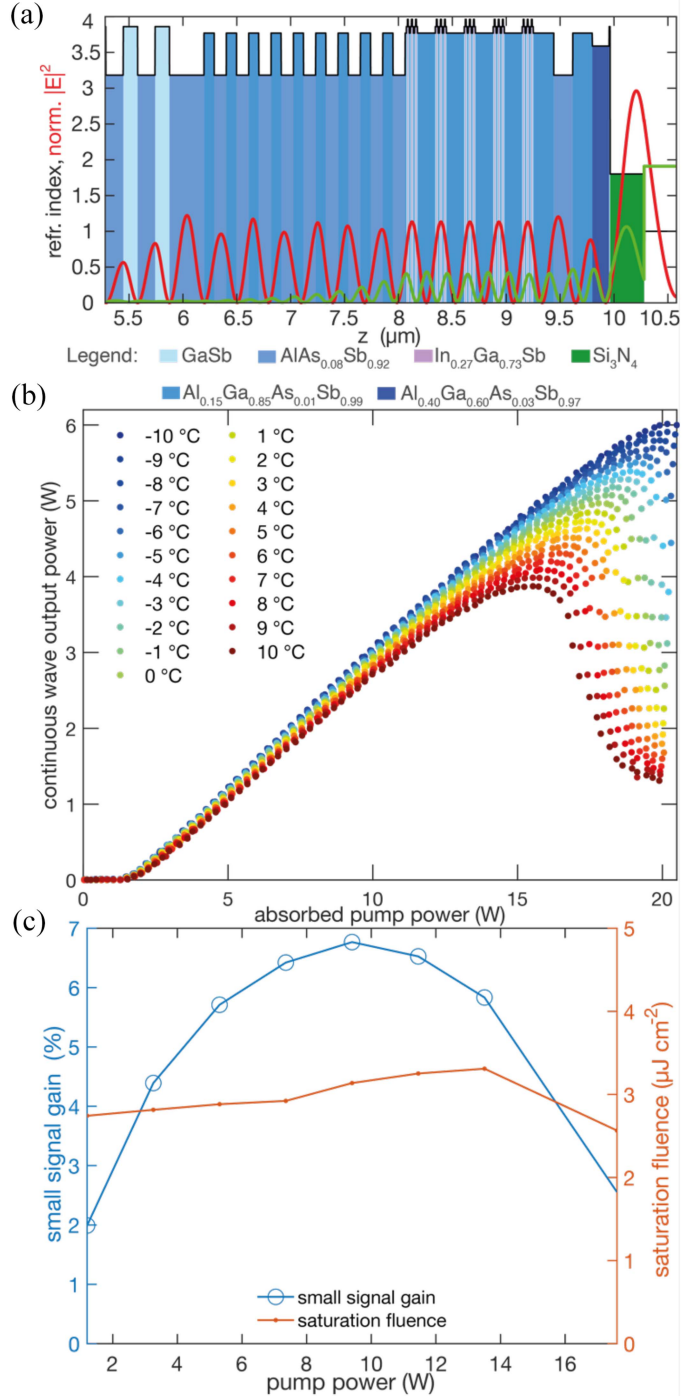 (a)
refr. index, norm. |E|²
4
3.5
3
2.5
2
1.5
1
0.5
0
5.5 6 6.5 7 7.5 8 8.5 9 9.5 10 10.5
z (μm)
Legend: GaSb AlAs₀.₀₈Sb₀.₉₂ In₀.₂₇Ga₀.₇₃Sb Si₃N₄
Al₀.₁₅Ga₀.₈₅As₀.₀₁Sb₀.₉₉ Al₀.₄₀Ga₀.₆₀As₀.₀₃Sb₀.₉₇
(b)
continuous wave output power (W)
6
5
4
3
2
1
0
-10 °C 1 °C
-9 °C 2 °C
-8 °C 3 °C
-7 °C 4 °C
-6 °C 5 °C
-5 °C 6 °C
-4 °C 7 °C
-3 °C 8 °C
-2 °C 9 °C
-1 °C 10 °C
0 °C
0 5 10 15 20
absorbed pump power (W)
(c)
small signal gain (%)
7
6
5
4
3
2
1
0
saturation fluence (μJ cm⁻²)
5
4
3
2
1
0
small signal gain
saturation fluence
2 4 6 8 10 12 14 16
pump power (W)